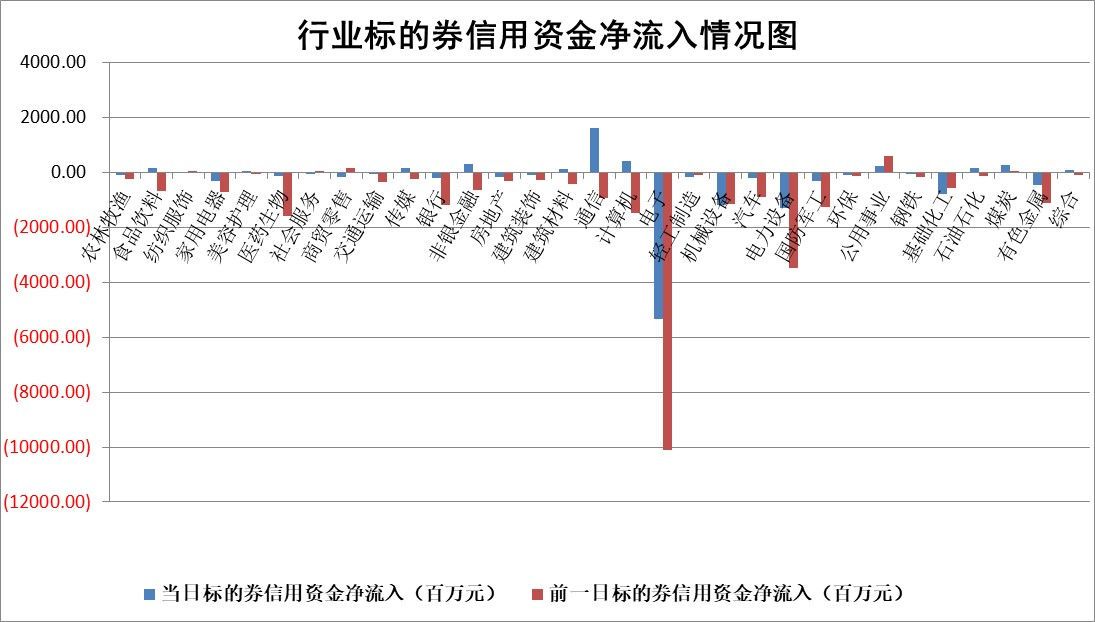 行业标的券信用资金净流入情况图
4000.00
2000.00
0.00
(2000.00)
(4000.00)
(6000.00)
(8000.00)
(10000.00)
(12000.00)
农林牧渔
食品饮料
纺织服饰
家用电器
美容护理
医药生物
社会服务
商贸零售
交通运输
传媒
银行
非银金融
房地产
建筑装饰
建筑材料
通信
计算机
电子
轻工制造
机械设备
汽车
电力设备
国防军工
环保
公用事业
钢铁
基础化工
石油石化
煤炭
有色金属
综合
当日标的券信用资金净流入（百万元）
前一日标的券信用资金净流入（百万元）